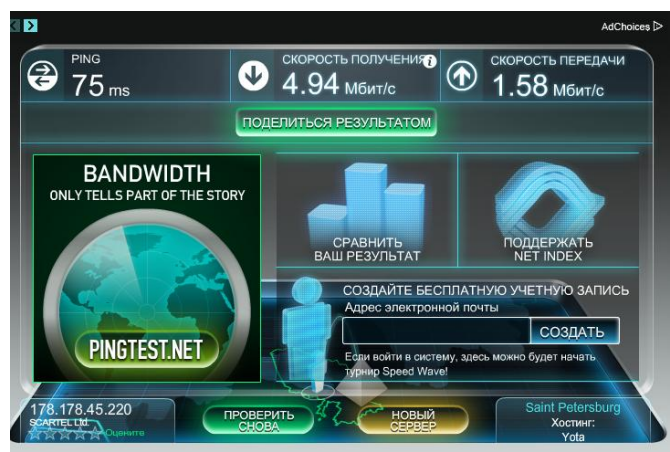 AdChoices
PING
75 ms
СКОРОСТЬ ПОЛУЧЕНИЯ
4.94 Мбит/с
СКОРОСТЬ ПЕРЕДАЧИ
1.58 Мбит/с
ПОДЕЛИТЬСЯ РЕЗУЛЬТАТОМ
BANDWIDTH
ONLY TELLS PART OF THE STORY
PINGTEST.NET
СРАВНИТЬ
ВАШ РЕЗУЛЬТАТ
ПОДДЕРЖАТЬ
NET INDEX
СОЗДАЙТЕ БЕСПЛАТНУЮ УЧЕТНУЮ ЗАПИСЬ
Адрес электронной почты
СОЗДАТЬ
Если войти в систему, здесь можно будет начать
турнир Speed Wave!
178.178.45.220
SCARTEL Ltd.
Оцените
ПРОВЕРИТЬ
СНОВА
НОВЫЙ
СЕРВЕР
Saint Petersburg
Хостинг:
Yota